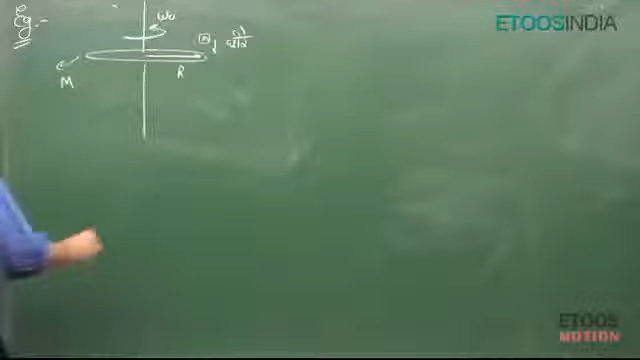 Eg:-
ω₀
ETOOSINDIA
M
R
ETOOS
MOTION